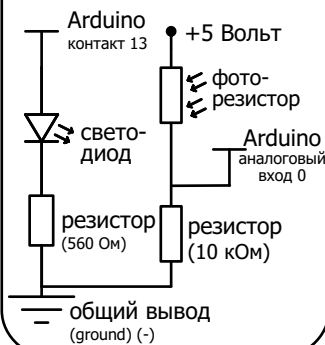 Arduino
контакт 13
+5 Вольт
фото-
резистор
свето-
диод
Arduino
аналоговый
вход 0
резистор
(560 Ом)
резистор
(10 кОм)
общий вывод
(ground) (-)